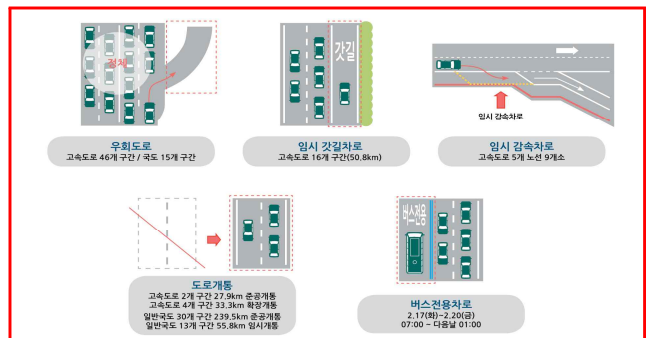 정체
우회도로
고속도로 46개 구간 / 국도 15개 구간
갓길
임시 갓길차로
고속도로 16개 구간(50.8km)
임시 감속차로
임시 감속차로
고속도로 5개 노선 9개소
도로개통
고속도로 2개 구간 27.9km 준공개통
고속도로 4개 구간 33.3km 확장개통
일반국도 30개 구간 239.5km 준공개통
일반국도 13개 구간 55.8km 임시개통
버스전용
버스전용차로
2.17(화)~2.20(금)
07:00 ~ 다음날 01:00